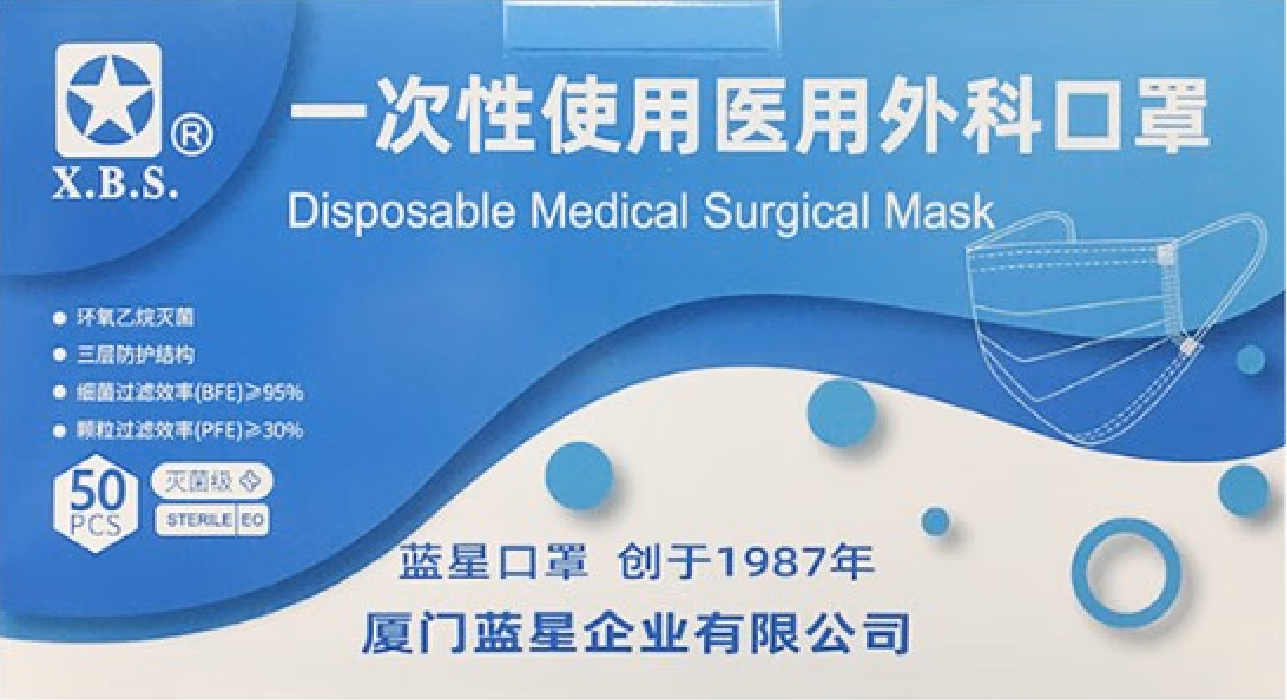 ®
X.B.S.
一次性使用医用外科口罩
Disposable Medical Surgical Mask
环氧乙烷灭菌
三层防护结构
细菌过滤效率(BFE)≥95%
颗粒过滤效率(PFE)≥30%
50
PCS
灭菌级
STERILE EO
蓝星口罩 创于1987年
厦门蓝星企业有限公司